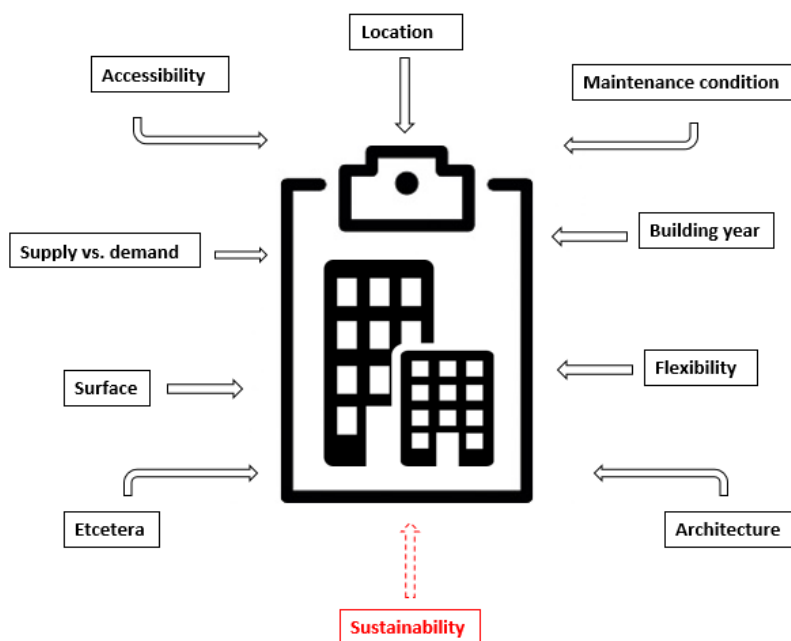 Location
Accessibility
Maintenance condition
Supply vs. demand
Building year
Surface
Flexibility
Etcetera
Architecture
Sustainability